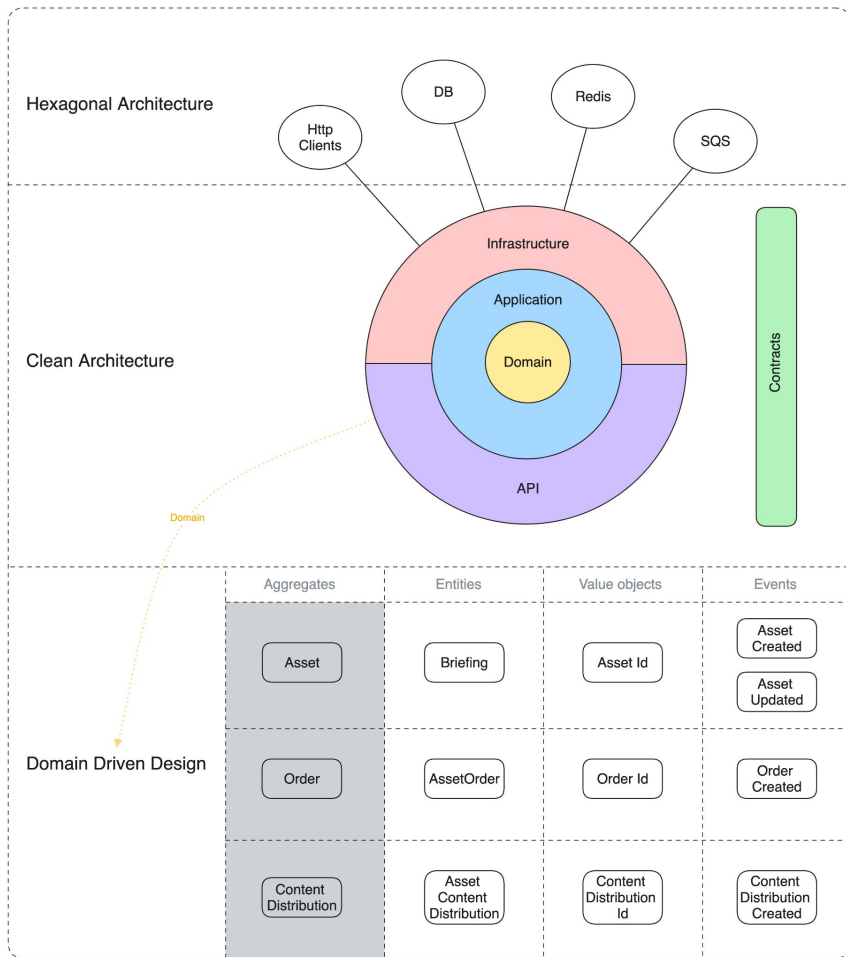 Hexagonal Architecture
Http
Clients
DB
Redis
SQS
Clean Architecture
Infrastructure
Application
Domain
API
Contracts
Domain
Domain Driven Design
Aggregates
Entities
Value objects
Events
Asset
Briefing
Asset Id
Asset
Created
Asset
Updated
Order
AssetOrder
Order Id
Order
Created
Content
Distribution
Asset
Content
Distribution
Content
Distribution
Id
Content
Distribution
Created